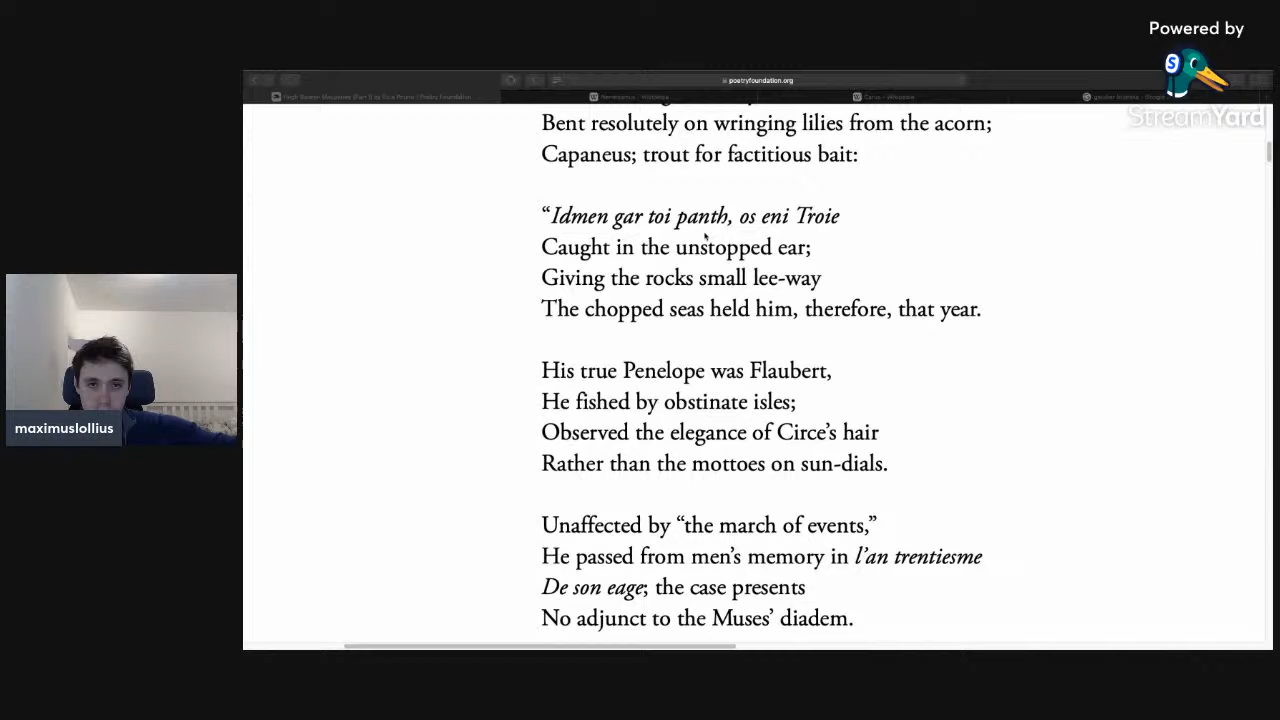 Powered by
S
StreamYard
poetryfoundation.org
Bent resolutely on wringing lilies from the acorn;
Capaneus; trout for factitious bait:
“Idmen gar toi panth, os eni Troie
Caught in the unstopped ear;
Giving the rocks small lee-way
The chopped seas held him, therefore, that year.
His true Penelope was Flaubert,
He fished by obstinate isles;
Observed the elegance of Circe’s hair
Rather than the mottoes on sun-dials.
Unaffected by “the march of events,”
He passed from men’s memory in l’an trentiesme
De son eage; the case presents
No adjunct to the Muses’ diadem.
maximuslollius